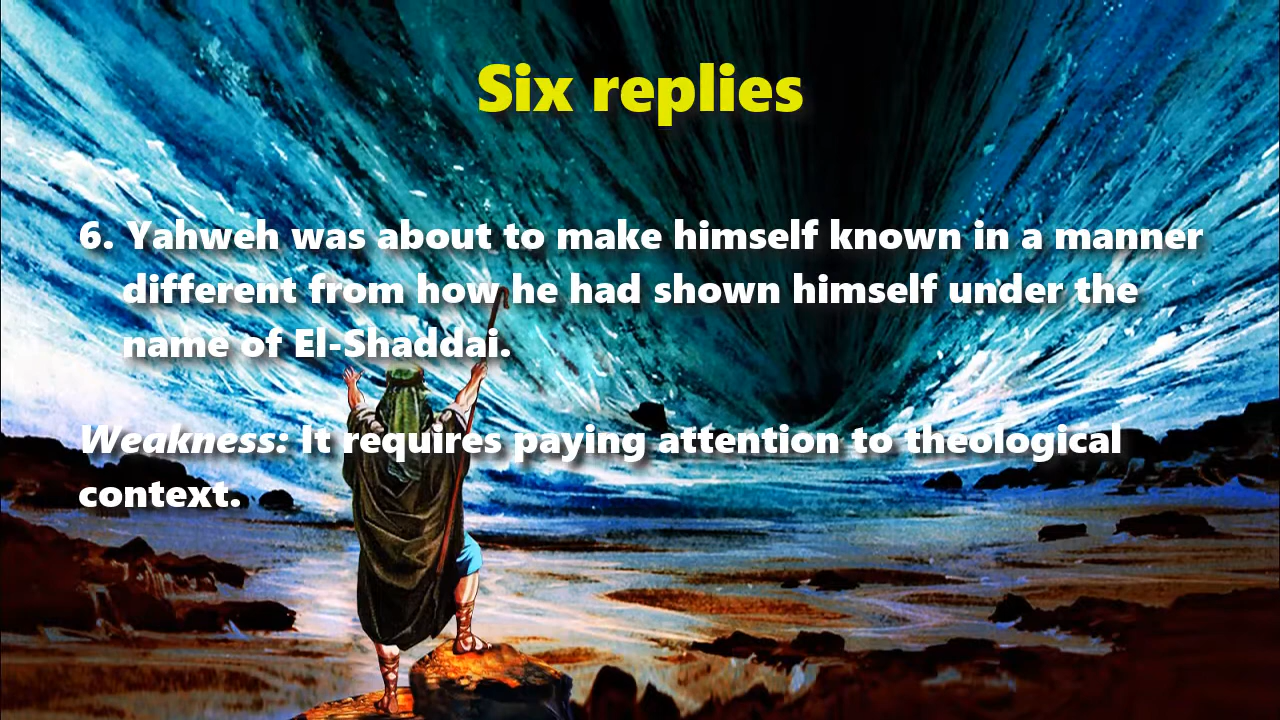 Six replies
6. Yahweh was about to make himself known in a manner
different from how he had shown himself under the
name of El-Shaddai.
Weakness: It requires paying attention to theological
context.